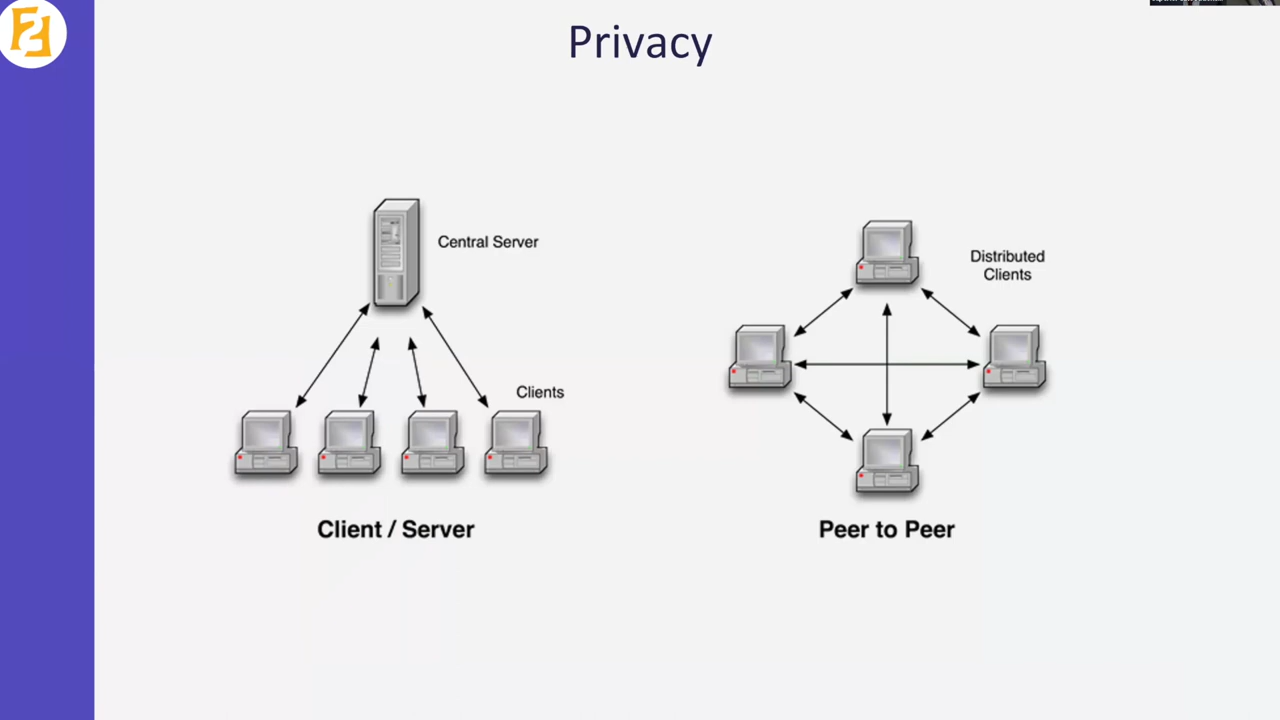 Privacy
Central Server
Clients
Client / Server
Distributed
Clients
Peer to Peer